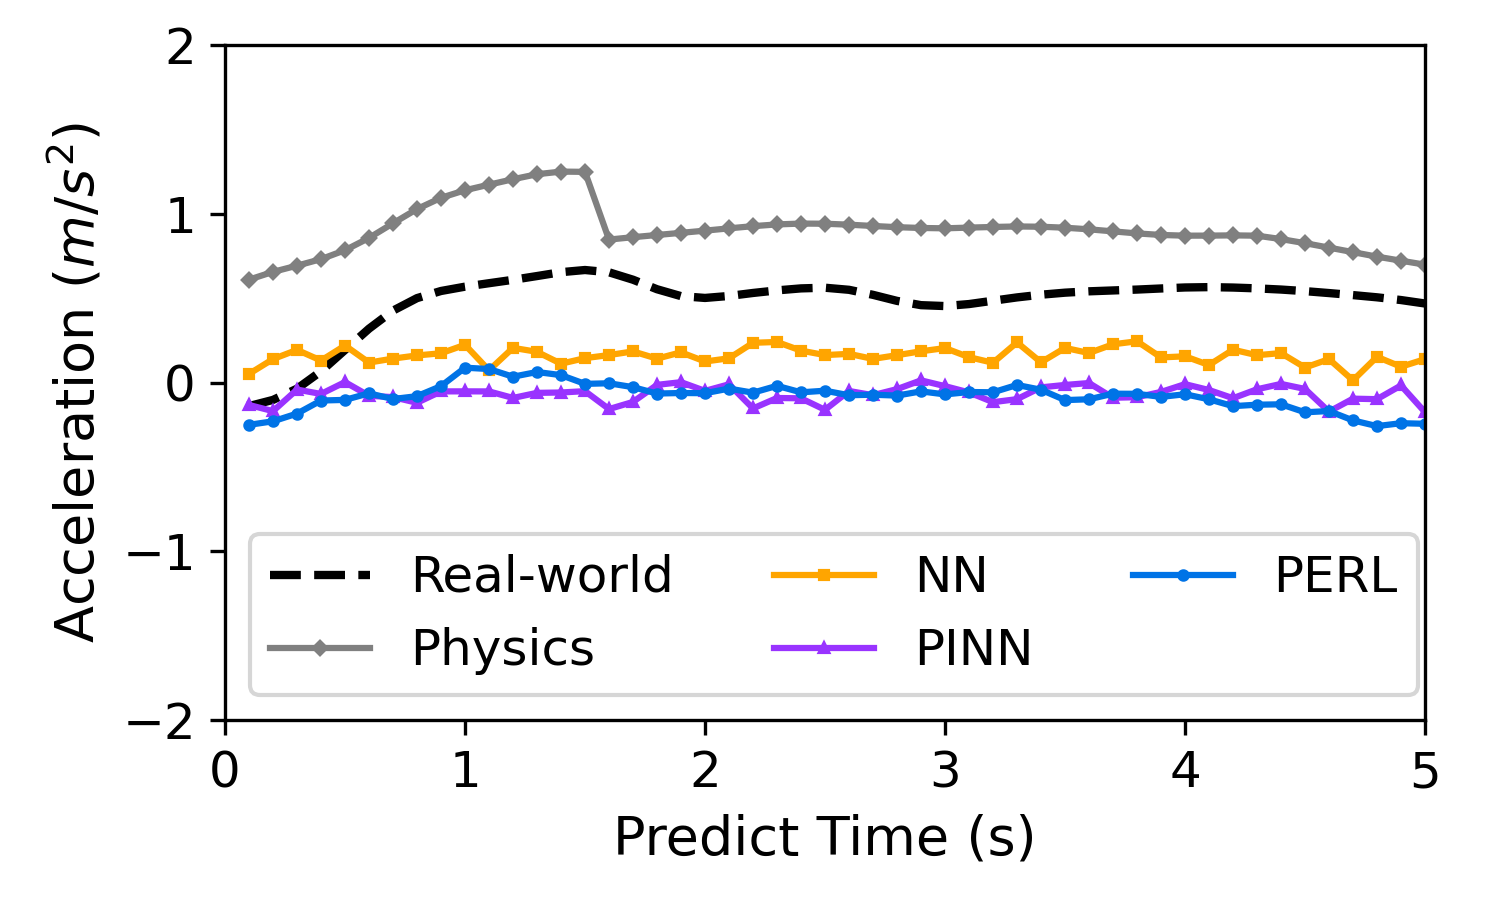 2
1
0
−1
−2
Acceleration (m/s²)
Real-world
Physics
NN
PINN
PERL
0 1 2 3 4 5
Predict Time (s)